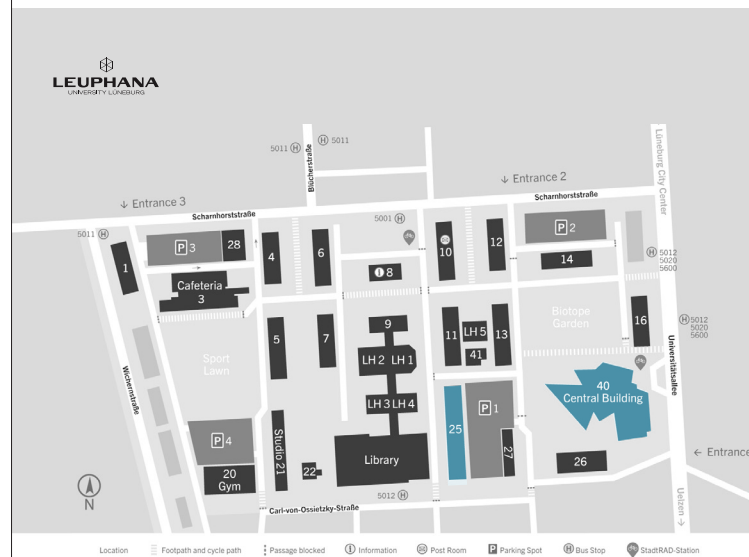 LEUPHANA
UNIVERSITY LÜNEBURG
5011 H
H 5011
Blücherstraße
Lüneburg City Center
↓ Entrance 2
↓ Entrance 3
Scharnhorststraße
Scharnhorststraße
5001 H
5011 H
P 3
28
4
6
10
12
P 2
14
H 5012
5020
5600
1
i 8
Cafeteria
3
Biotope
Garden
16
H 5012
5020
5600
5
7
9
11
LH 5
13
41
Sport
Lawn
LH 2
LH 1
Wichernstraße
Universitätsallee
40
Central Building
LH 3
LH 4
25
P 1
P 4
Studio 21
27
← Entrance
20
Gym
22
Library
26
N
5012 H
Carl-von-Ossietzky-Straße
Uelzen →
Location
Footpath and cycle path
Passage blocked
i Information
Post Room
P Parking Spot
H Bus Stop
StadtRAD-Station